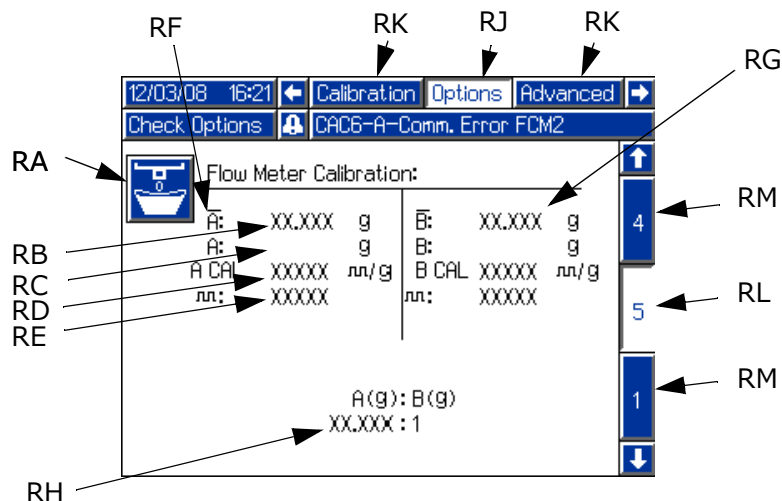 RF RK RJ RK RG
12/03/08 16:21 Calibration Options Advanced
Check Options CAC6-A-Comm. Error FCM2
RA
Flow Meter Calibration:
A̅: XX.XXX g B̅: XX.XXX g
4
RM
RB
A: g B: g
RC
A CAL XXXXX ⎍⎍/g B CAL XXXXX ⎍⎍/g
RD
⎍⎍: XXXXX ⎍⎍: XXXXX
RE
5
RL
A(g):B(g)
1
RM
XX.XXX:1
RH